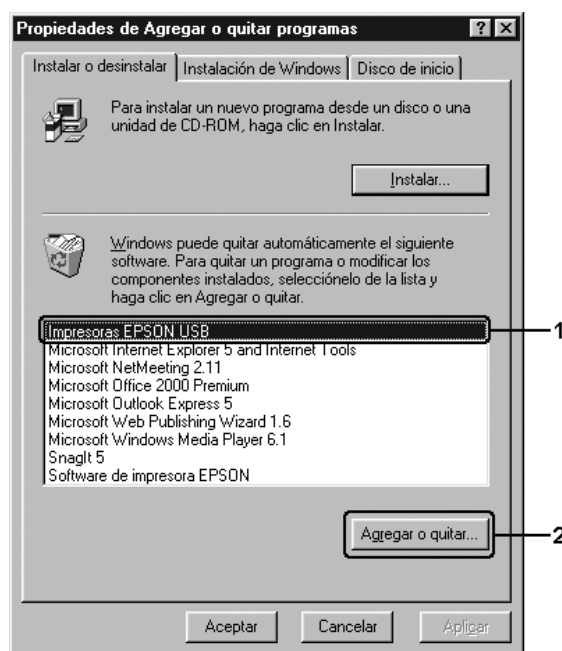 Propiedades de Agregar o quitar programas
Instalar o desinstalar
Instalación de Windows
Disco de inicio
Para instalar un nuevo programa desde un disco o una
unidad de CD-ROM, haga clic en Instalar.
Instalar...
Windows puede quitar automáticamente el siguiente
software. Para quitar un programa o modificar los
componentes instalados, selecciónelo de la lista y
haga clic en Agregar o quitar.
Impresoras EPSON USB
1
Microsoft Internet Explorer 5 and Internet Tools
Microsoft NetMeeting 2.11
Microsoft Office 2000 Premium
Microsoft Outlook Express 5
Microsoft Web Publishing Wizard 1.6
Microsoft Windows Media Player 6.1
SnagIt 5
Software de impresora EPSON
Agregar o quitar...
2
Aceptar
Cancelar
Aplicar